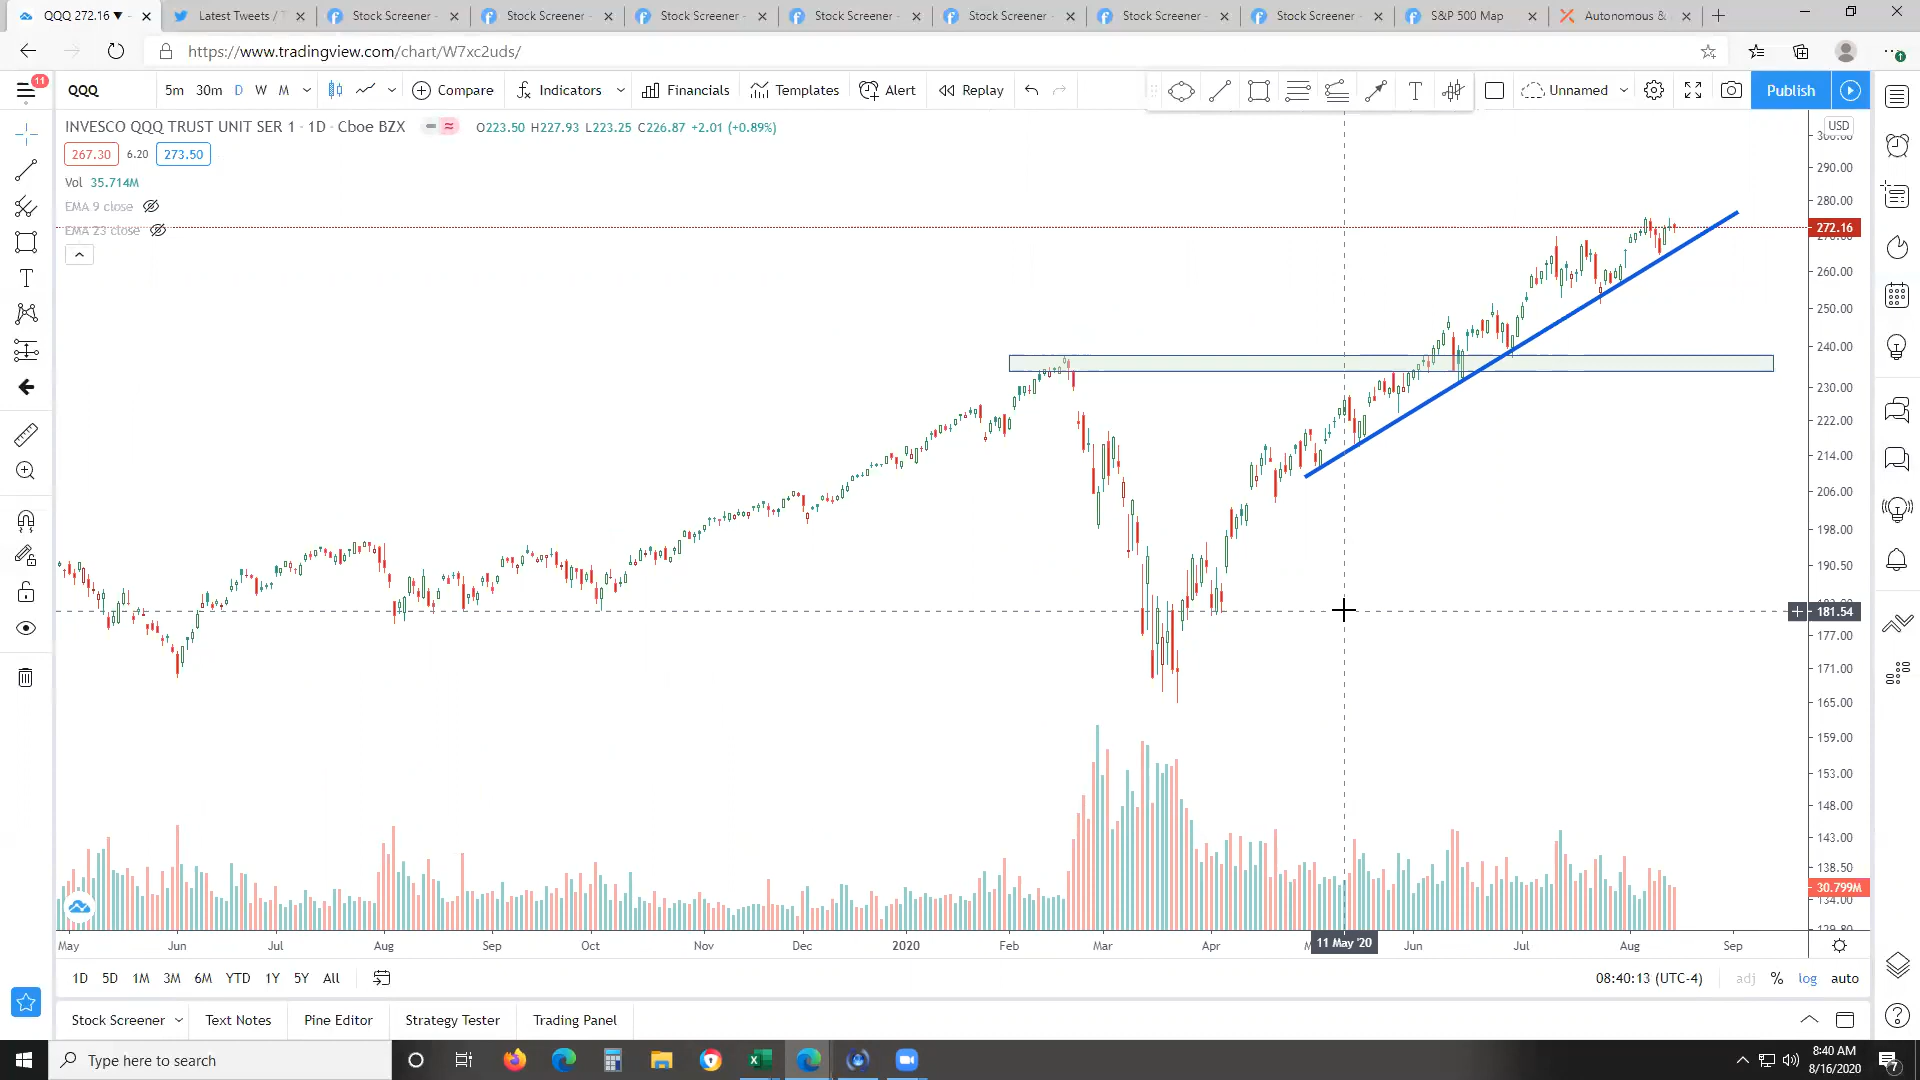 QQQ 272.16 ▼
Latest Tweets / T
Stock Screener -
Stock Screener -
Stock Screener -
Stock Screener -
Stock Screener -
Stock Screener -
Stock Screener -
S&P 500 Map
Autonomous &
https://www.tradingview.com/chart/W7xc2uds/
11
QQQ
5m 30m D W M
Compare
Indicators
Financials
Templates
Alert
Replay
Unnamed
Publish
INVESCO QQQ TRUST UNIT SER 1 · 1D · Cboe BZX
O223.50 H227.93 L223.25 C226.87 +2.01 (+0.89%)
USD
267.30 6.20 273.50
Vol 35.714M
EMA 9 close
EMA 23 close
290.00
280.00
272.16
260.00
250.00
240.00
230.00
222.00
214.00
206.00
198.00
190.50
181.54
177.00
171.00
165.00
159.00
153.00
148.00
143.00
138.50
30.799M
134.00
May Jun Jul Aug Sep Oct Nov Dec 2020 Feb Mar Apr 11 May '20 Jun Jul Aug Sep
1D 5D 1M 3M 6M YTD 1Y 5Y All
08:40:13 (UTC-4)
adj % log auto
Stock Screener
Text Notes
Pine Editor
Strategy Tester
Trading Panel
Type here to search
8:40 AM
8/16/2020
7